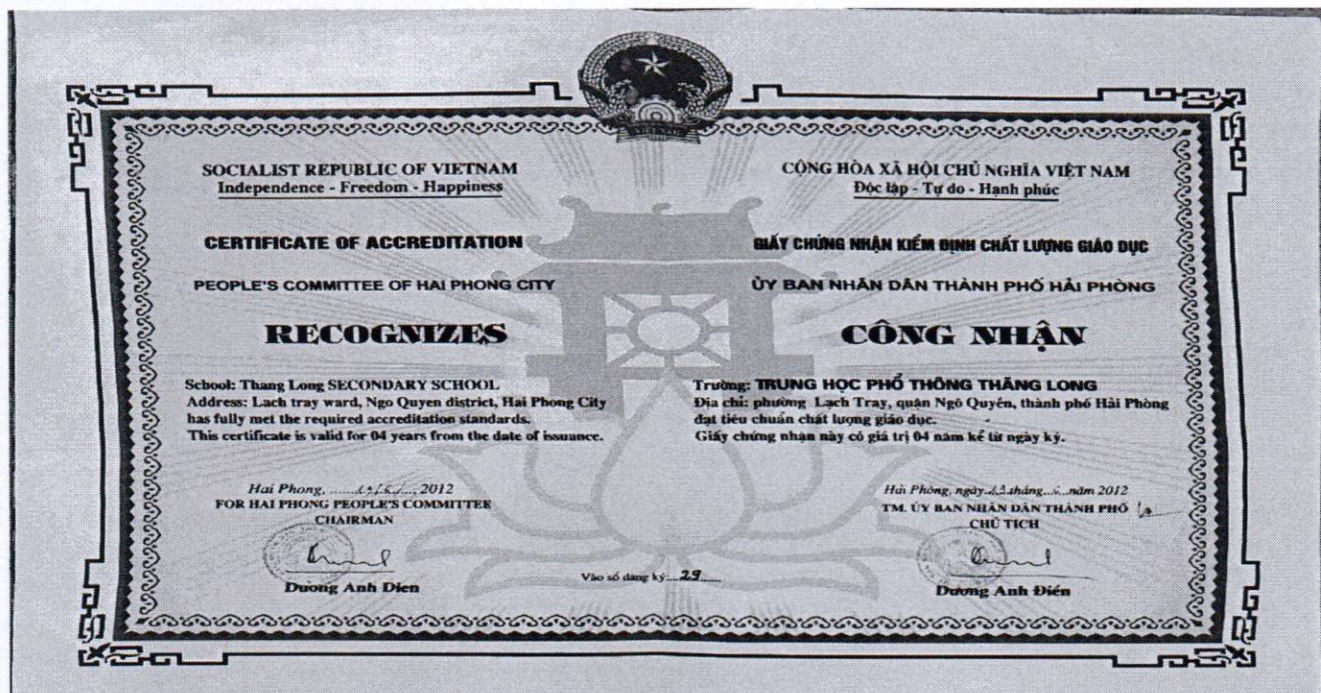 VIỆT NAM
SOCIALIST REPUBLIC OF VIETNAM
Independence - Freedom - Happiness
CERTIFICATE OF ACCREDITATION
PEOPLE'S COMMITTEE OF HAI PHONG CITY
RECOGNIZES
School: Thang Long SECONDARY SCHOOL
Address: Lach tray ward, Ngo Quyen district, Hai Phong City
has fully met the required accreditation standards.
This certificate is valid for 04 years from the date of issuance.
Hai Phong, 2012
FOR HAI PHONG PEOPLE'S COMMITTEE
CHAIRMAN
Duong Anh Dien
CỘNG HÒA XÃ HỘI CHỦ NGHĨA VIỆT NAM
Độc lập - Tự do - Hạnh phúc
GIẤY CHỨNG NHẬN KIỂM ĐỊNH CHẤT LƯỢNG GIÁO DỤC
ỦY BAN NHÂN DÂN THÀNH PHỐ HẢI PHÒNG
CÔNG NHẬN
Trường: TRUNG HỌC PHỔ THÔNG THĂNG LONG
Địa chỉ: phường Lạch Tray, quận Ngô Quyền, thành phố Hải Phòng
đạt tiêu chuẩn chất lượng giáo dục.
Giấy chứng nhận này có giá trị 04 năm kể từ ngày ký.
Hải Phòng, ngày tháng năm 2012
TM. ỦY BAN NHÂN DÂN THÀNH PHỐ
CHỦ TỊCH
Dương Anh Điền
Vào sổ đăng ký: 29